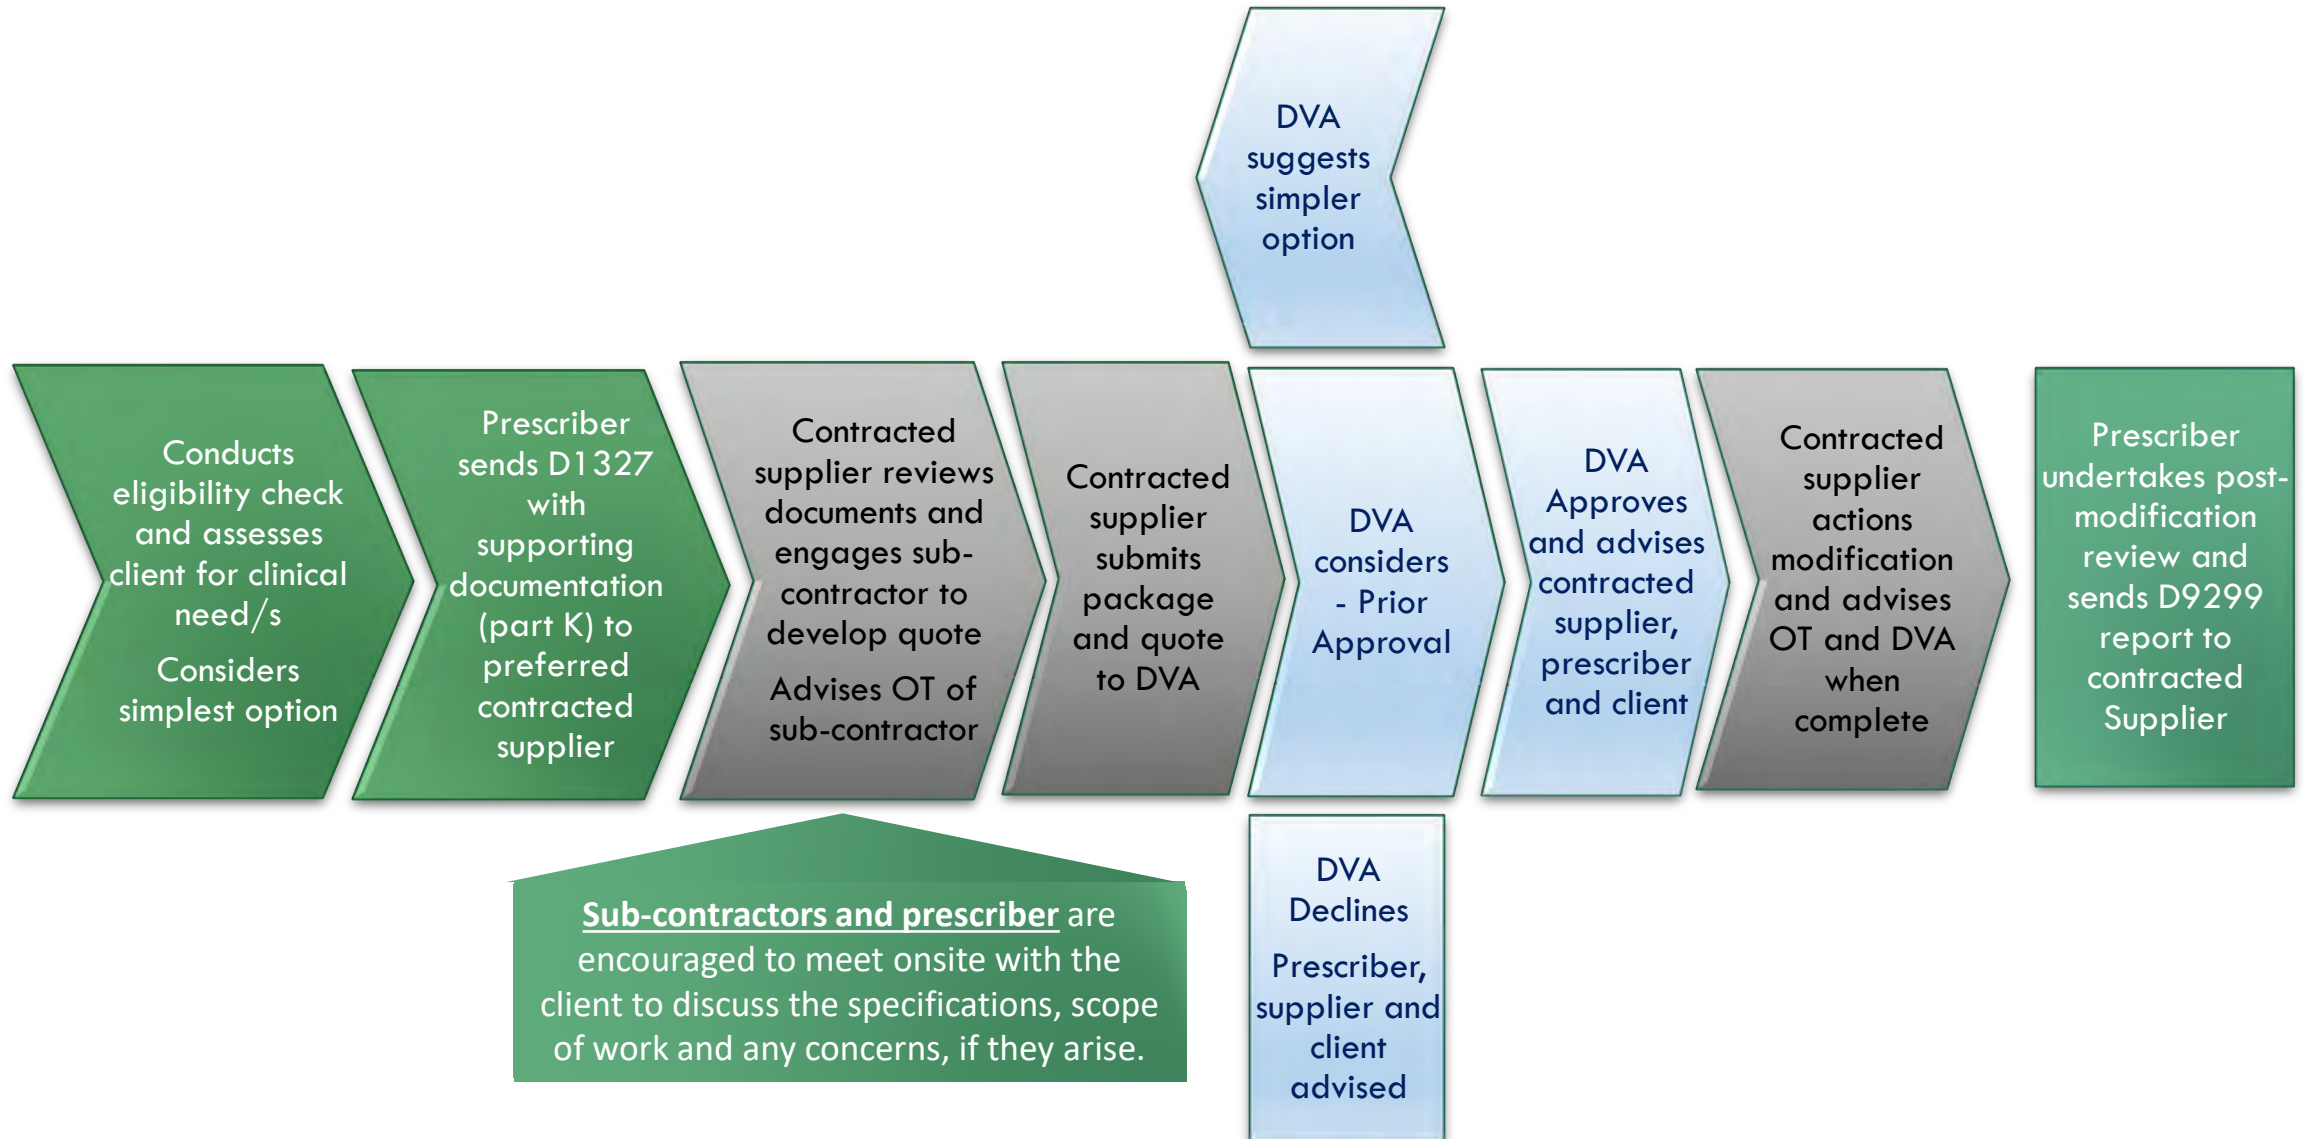 DVA
suggests
simpler
option
Conducts
eligibility check
and assesses
client for clinical
need/s
Considers
simplest option
Prescriber
sends D1327
with
supporting
documentation
(part K) to
preferred
contracted
supplier
Contracted
supplier reviews
documents and
engages sub-
contractor to
develop quote
Advises OT of
sub-contractor
Contracted
supplier
submits
package
and quote
to DVA
DVA
considers
- Prior
Approval
DVA
Approves
and advises
contracted
supplier,
prescriber
and client
Contracted
supplier
actions
modification
and advises
OT and DVA
when
complete
Prescriber
undertakes post-
modification
review and
sends D9299
report to
contracted
Supplier
Sub-contractors and prescriber are
encouraged to meet onsite with the
client to discuss the specifications, scope
of work and any concerns, if they arise.
DVA
Declines
Prescriber,
supplier and
client
advised